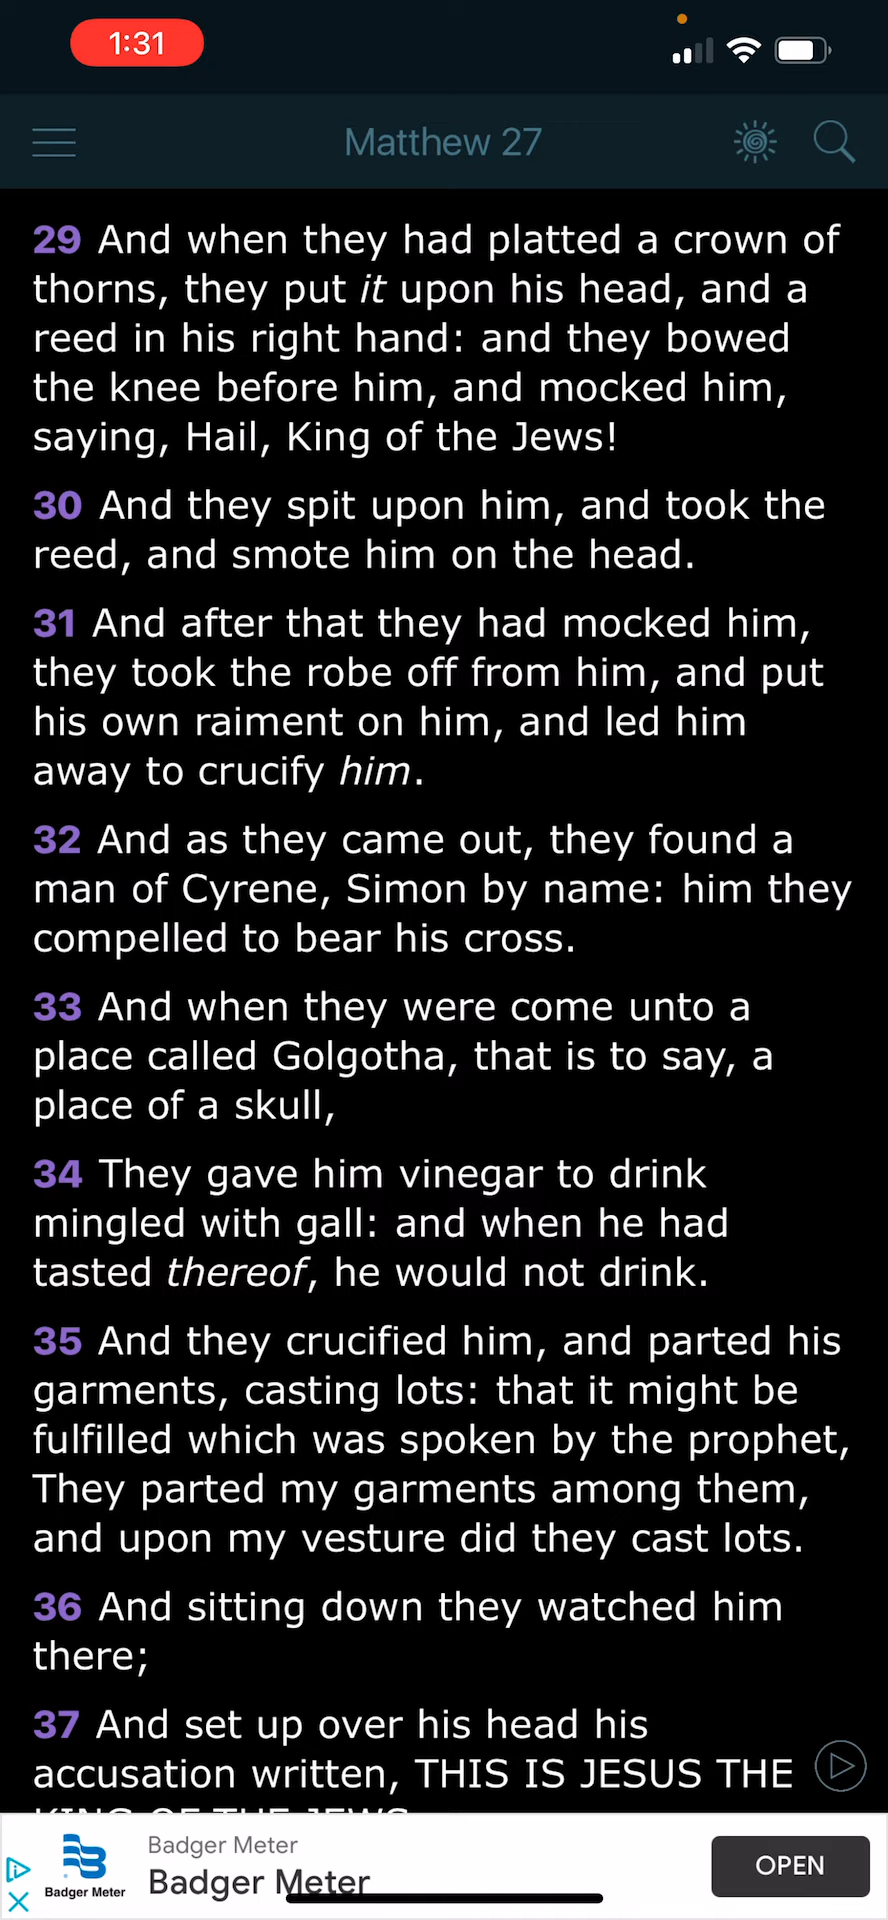 1:31
Matthew 27
29 And when they had platted a crown of
thorns, they put it upon his head, and a
reed in his right hand: and they bowed
the knee before him, and mocked him,
saying, Hail, King of the Jews!
30 And they spit upon him, and took the
reed, and smote him on the head.
31 And after that they had mocked him,
they took the robe off from him, and put
his own raiment on him, and led him
away to crucify him.
32 And as they came out, they found a
man of Cyrene, Simon by name: him they
compelled to bear his cross.
33 And when they were come unto a
place called Golgotha, that is to say, a
place of a skull,
34 They gave him vinegar to drink
mingled with gall: and when he had
tasted thereof, he would not drink.
35 And they crucified him, and parted his
garments, casting lots: that it might be
fulfilled which was spoken by the prophet,
They parted my garments among them,
and upon my vesture did they cast lots.
36 And sitting down they watched him
there;
37 And set up over his head his
accusation written, THIS IS JESUS THE
KING OF THE JEWS
Badger Meter
Badger Meter
Badger Meter
OPEN